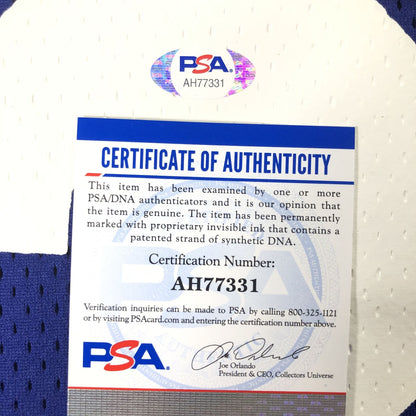 PSA
AH77331
CERTIFICATE OF AUTHENTICITY
This item has been examined by one or more
PSA/DNA authenticators and it is our opinion that
the item is genuine. The item has been permanently
marked with proprietary invisible ink that contains a
patented strand of synthetic DNA.
Certification Number:
AH77331
Verification inquiries can be made to PSA by calling 800-325-1121
or by visiting PSAcard.com and entering the certification number above.
PSA
Joe Orlando
President & CEO, Collectors Universe